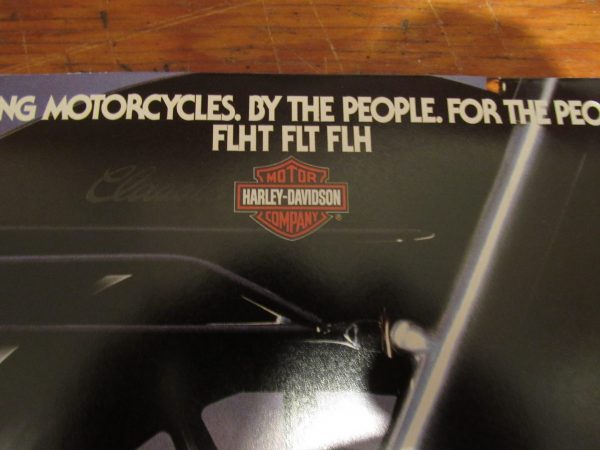 NG MOTORCYCLES. BY THE PEOPLE. FOR THE PEO
FLHT FLT FLH
MOTOR
HARLEY-DAVIDSON
COMPANY
®